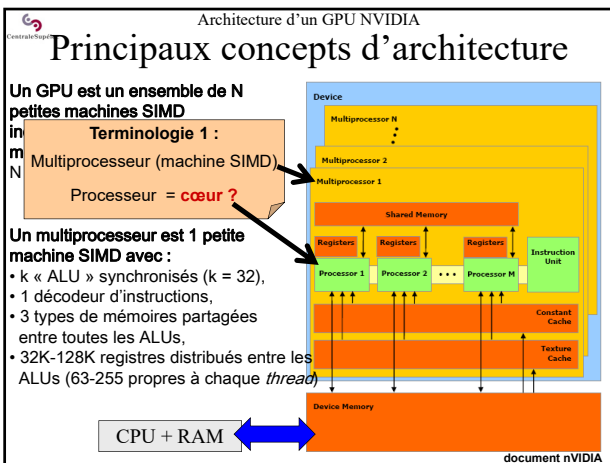 CentraleSupélec
Architecture d'un GPU NVIDIA
Principaux concepts d'architecture
Un GPU est un ensemble de N
petites machines SIMD
N
Terminologie 1 :
Multiprocesseur (machine SIMD)
Processeur = cœur ?
Un multiprocesseur est 1 petite
machine SIMD avec :
• k « ALU » synchronisés (k = 32),
• 1 décodeur d'instructions,
• 3 types de mémoires partagées
entre toutes les ALUs,
• 32K-128K registres distribués entre les
ALUs (63-255 propres à chaque thread)
CPU + RAM
Device
Multiprocessor N
Multiprocessor 2
Multiprocessor 1
Shared Memory
Registers Registers Registers
Processor 1 Processor 2 ••• Processor M
Instruction
Unit
Constant
Cache
Texture
Cache
Device Memory
document nVIDIA